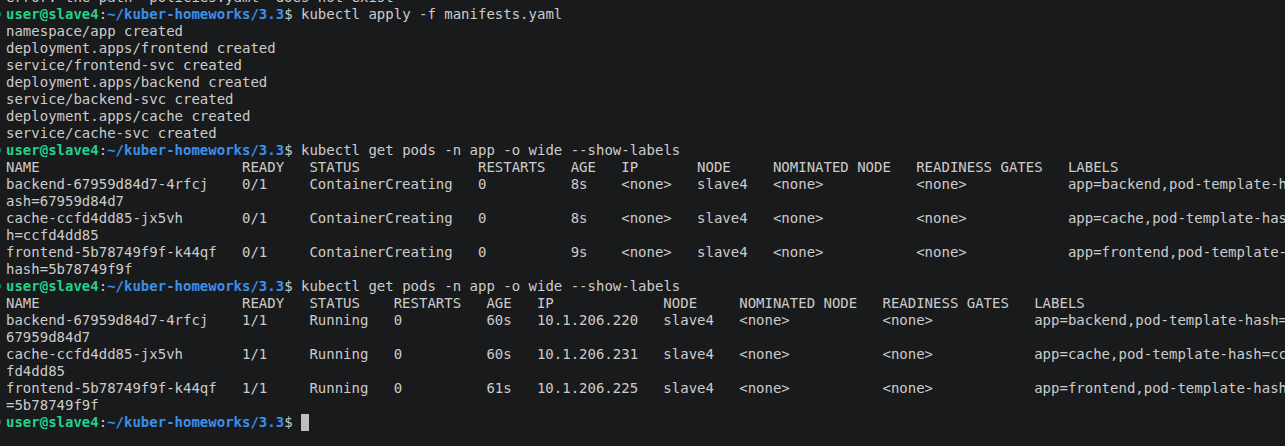 error: the path "policies.yaml" does not exist
user@slave4:~/kuber-homeworks/3.3$ kubectl apply -f manifests.yaml
namespace/app created
deployment.apps/frontend created
service/frontend-svc created
deployment.apps/backend created
service/backend-svc created
deployment.apps/cache created
service/cache-svc created
user@slave4:~/kuber-homeworks/3.3$ kubectl get pods -n app -o wide --show-labels
NAME READY STATUS RESTARTS AGE IP NODE NOMINATED NODE READINESS GATES LABELS
backend-67959d84d7-4rfcj 0/1 ContainerCreating 0 8s <none> slave4 <none> <none> app=backend,pod-template-h
ash=67959d84d7
cache-ccfd4dd85-jx5vh 0/1 ContainerCreating 0 8s <none> slave4 <none> <none> app=cache,pod-template-has
h=ccfd4dd85
frontend-5b78749f9f-k44qf 0/1 ContainerCreating 0 9s <none> slave4 <none> <none> app=frontend,pod-template-
hash=5b78749f9f
user@slave4:~/kuber-homeworks/3.3$ kubectl get pods -n app -o wide --show-labels
NAME READY STATUS RESTARTS AGE IP NODE NOMINATED NODE READINESS GATES LABELS
backend-67959d84d7-4rfcj 1/1 Running 0 60s 10.1.206.220 slave4 <none> <none> app=backend,pod-template-hash=
67959d84d7
cache-ccfd4dd85-jx5vh 1/1 Running 0 60s 10.1.206.231 slave4 <none> <none> app=cache,pod-template-hash=cc
fd4dd85
frontend-5b78749f9f-k44qf 1/1 Running 0 61s 10.1.206.225 slave4 <none> <none> app=frontend,pod-template-hash
=5b78749f9f
user@slave4:~/kuber-homeworks/3.3$